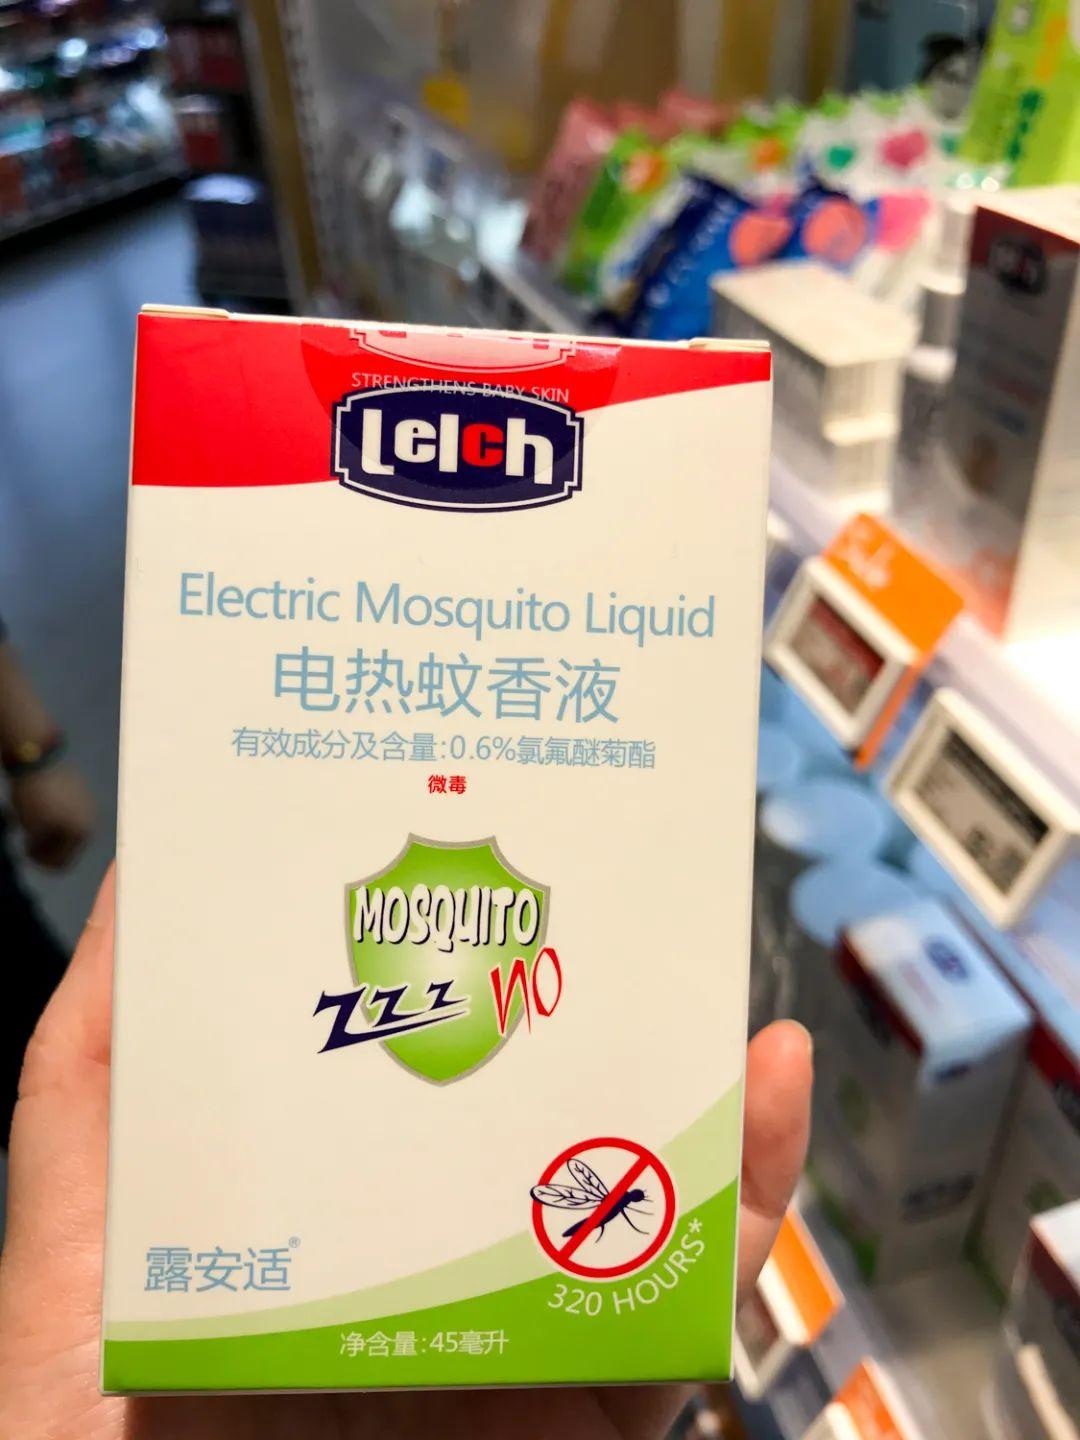 STRENGTHENS BABY SKIN
Lelch
Electric Mosquito Liquid
电热蚊香液
有效成分及含量:0.6%氯氟醚菊酯
微毒
MOSQUITO
ZZZ NO
320 HOURS*
露安适®
净含量:45毫升
Sale